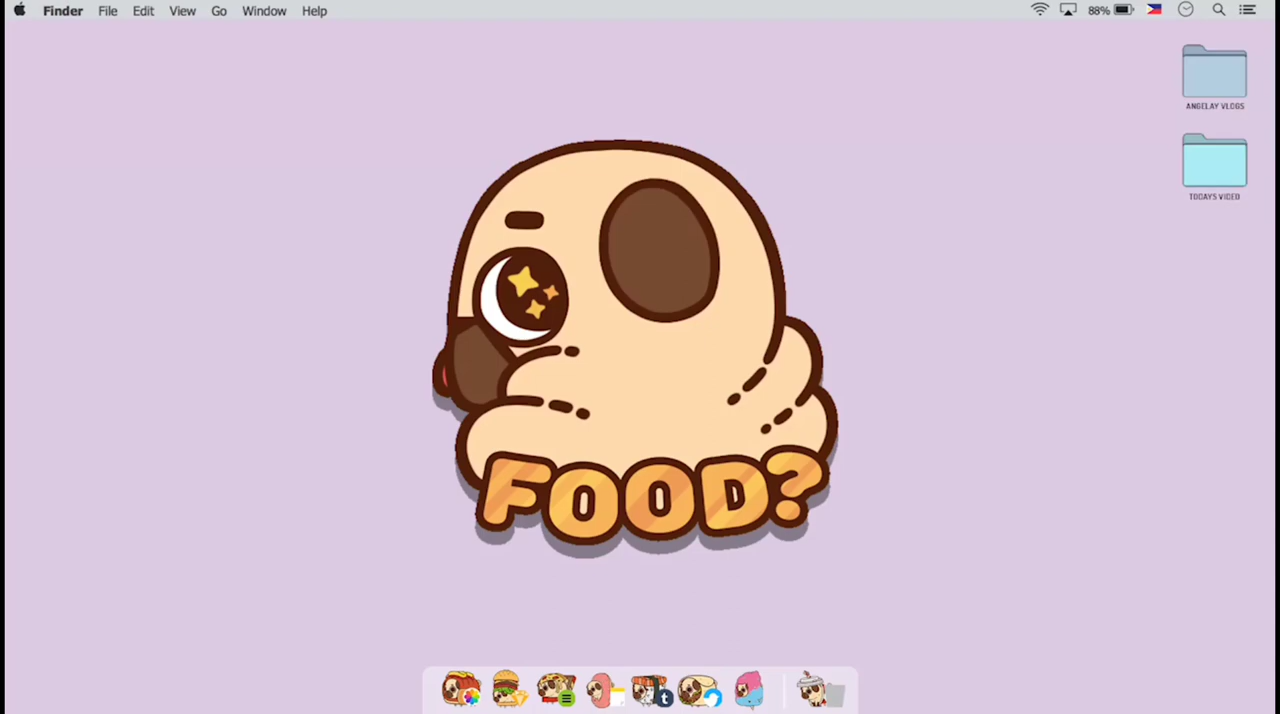 Finder File Edit View Go Window Help 88%
ANGELAY VLOGS
TODAYS VIDEO
FOOD?
t